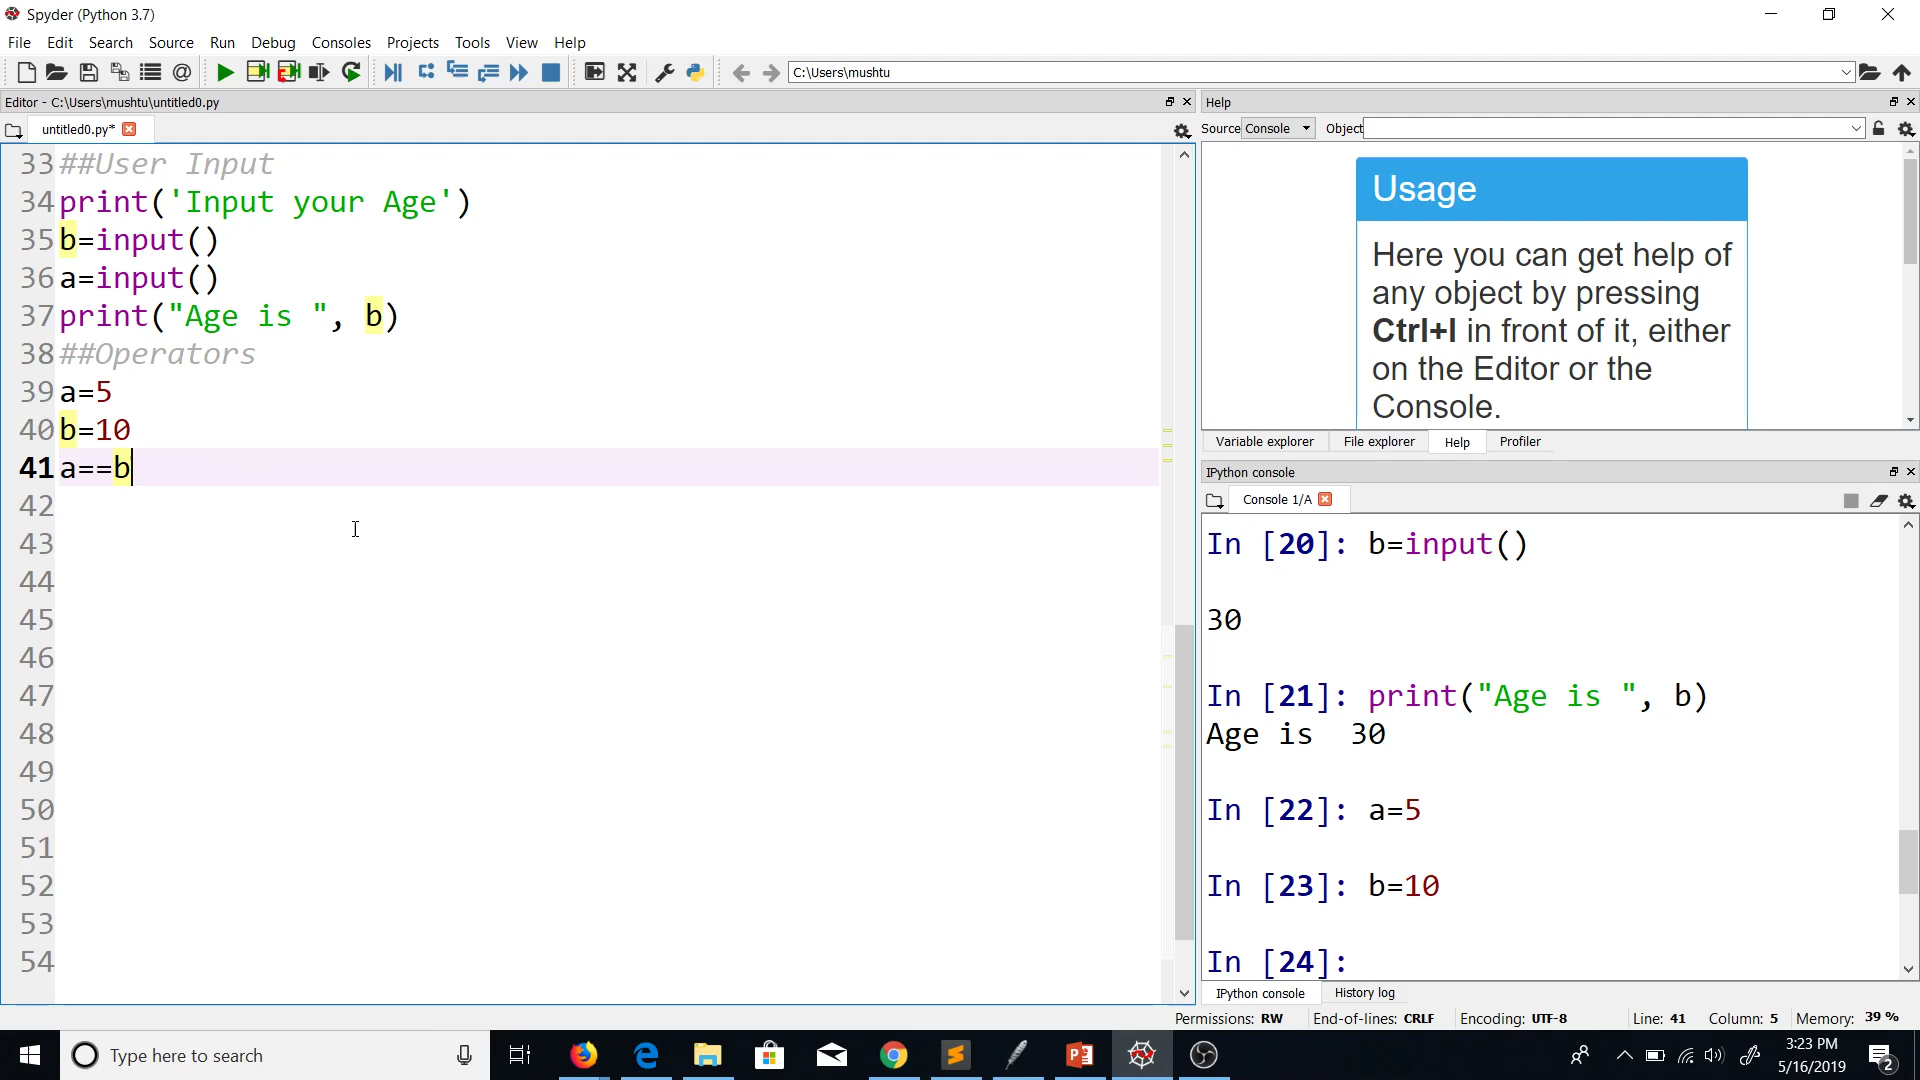 Spyder (Python 3.7)
File Edit Search Source Run Debug Consoles Projects Tools View Help
C:\Users\mushtu
Editor - C:\Users\mushtu\untitled0.py
untitled0.py*
33 ##User Input
34 print('Input your Age')
35 b=input()
36 a=input()
37 print("Age is ", b)
38 ##Operators
39 a=5
40 b=10
41 a==b
42
43
44
45
46
47
48
49
50
51
52
53
54
Help
Source Console Object
Usage
Here you can get help of
any object by pressing
Ctrl+I in front of it, either
on the Editor or the
Console.
Variable explorer File explorer Help Profiler
IPython console
Console 1/A
In [20]: b=input()
30
In [21]: print("Age is ", b)
Age is  30
In [22]: a=5
In [23]: b=10
In [24]:
IPython console History log
Permissions: RW End-of-lines: CRLF Encoding: UTF-8 Line: 41 Column: 5 Memory: 39 %
Type here to search
3:23 PM
5/16/2019
2